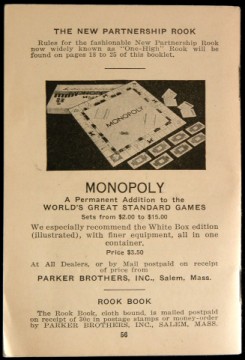 THE NEW PARTNERSHIP ROOK
Rules for the fashionable New Partnership Rook
now widely known as "One-High" Rook will be
found on pages 18 to 25 of this booklet.
MONOPOLY
MONOPOLY
A Permanent Addition to the
WORLD'S GREAT STANDARD GAMES
Sets from $2.00 to $15.00
We especially recommend the White Box edition
(illustrated), with finer equipment, all in one
container.
Price $3.50
At All Dealers, or by Mail postpaid on receipt
of price from
PARKER BROTHERS, INC., Salem, Mass.
ROOK BOOK
The Rook Book, cloth bound, is mailed postpaid
on receipt of 20c in postage stamps or money-order
by PARKER BROTHERS, INC., SALEM, MASS.
56